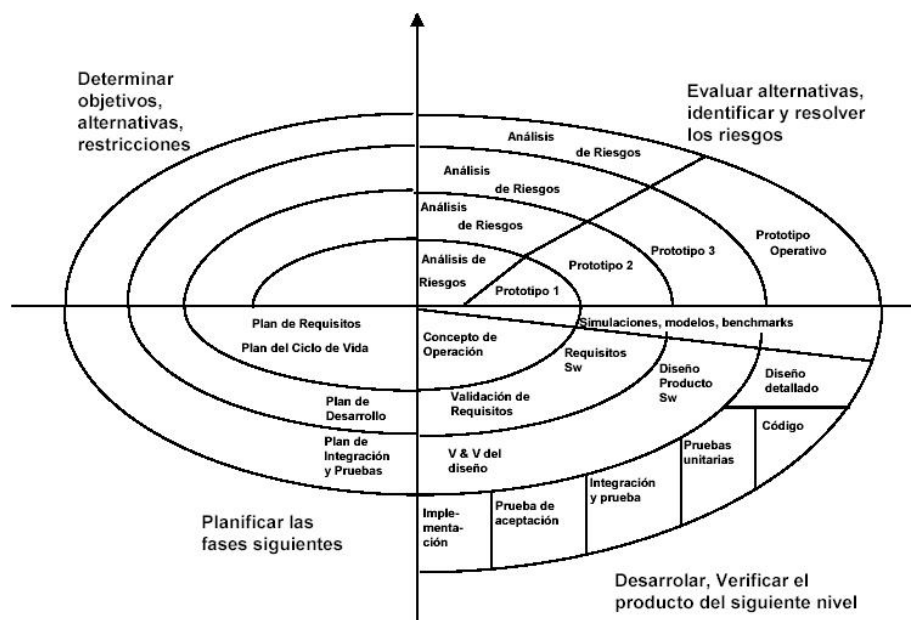 Determinar
objetivos,
alternativas,
restricciones
Evaluar alternativas,
identificar y resolver
los riesgos
Análisis
de Riesgos
Análisis
de Riesgos
Análisis
de Riesgos
Análisis de
Riesgos
Prototipo 1
Prototipo 2
Prototipo 3
Prototipo
Operativo
Simulaciones, modelos, benchmarks
Plan de Requisitos
Plan del Ciclo de Vida
Concepto de
Operación
Requisitos
Sw
Diseño
Producto
Sw
Diseño
detallado
Plan de
Desarrollo
Validación de
Requisitos
Código
Plan de
Integración
y Pruebas
V & V del
diseño
Pruebas
unitarias
Integración
y prueba
Prueba de
aceptación
Imple-
menta-
ción
Planificar las
fases siguientes
Desarrolar, Verificar el
producto del siguiente nivel